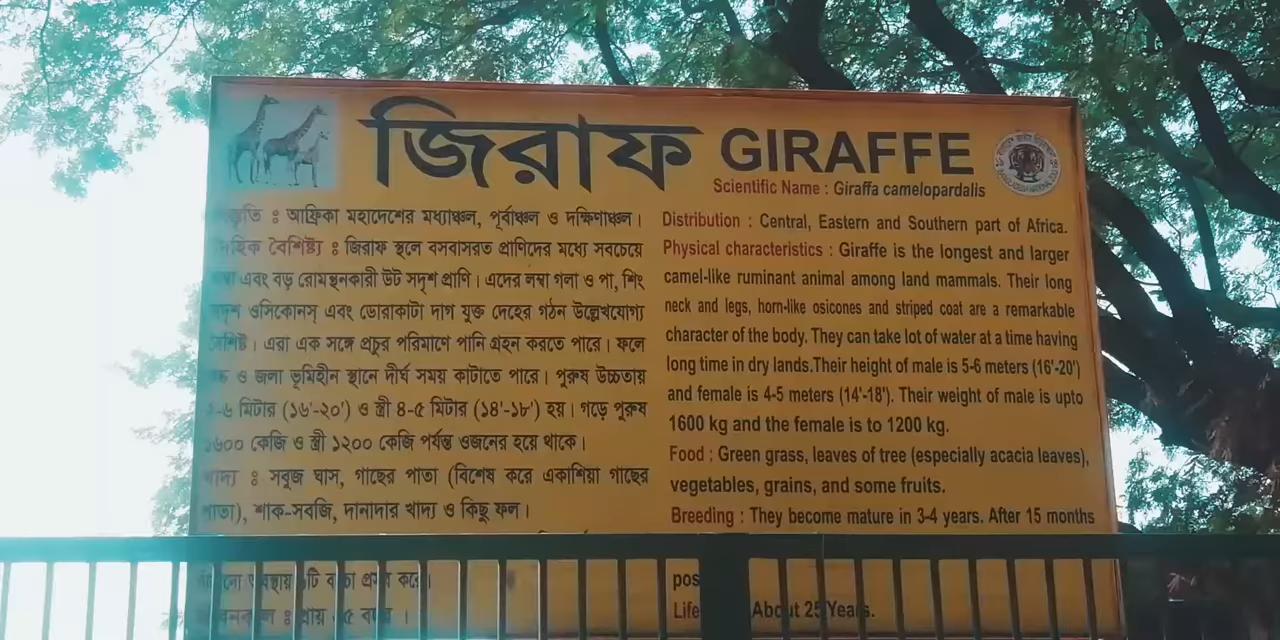 জিরাফ GIRAFFE
Scientific Name : Giraffa camelopardalis
ঃ আফ্রিকা মহাদেশের মধ্যাঞ্চল, পূর্বাঞ্চল ও দক্ষিণাঞ্চল।
দৈহিক বৈশিষ্ট্য ঃ জিরাফ স্থলে বসবাসরত প্রাণিদের মধ্যে সবচেয়ে
লম্বা এবং বড় রোমন্থনকারী উট সদৃশ প্রাণি। এদের লম্বা গলা ও পা, শিং
সদৃশ ওসিকোনস্ এবং ডোরাকাটা দাগ যুক্ত দেহের গঠন উল্লেখযোগ্য
বৈশিষ্ট। এরা এক সঙ্গে প্রচুর পরিমাণে পানি গ্রহন করতে পারে। ফলে
ও জলা ভূমিহীন স্থানে দীর্ঘ সময় কাটাতে পারে। পুরুষ উচ্চতায়
৫-৬ মিটার (১৬'-২০') ও স্ত্রী ৪-৫ মিটার (১৪'-১৮') হয়। গড়ে পুরুষ
১৬০০ কেজি ও স্ত্রী ১২০০ কেজি পর্যন্ত ওজনের হয়ে থাকে।
খাদ্য ঃ সবুজ ঘাস, গাছের পাতা (বিশেষ করে একাশিয়া গাছের
পাতা), শাক-সবজি, দানাদার খাদ্য ও কিছু ফল।
প্রসব করে।
ঃ প্রায়
Distribution : Central, Eastern and Southern part of Africa.
Physical characteristics : Giraffe is the longest and larger
camel-like ruminant animal among land mammals. Their long
neck and legs, horn-like osicones and striped coat are a remarkable
character of the body. They can take lot of water at a time having
long time in dry lands.Their height of male is 5-6 meters (16'-20')
and female is 4-5 meters (14'-18'). Their weight of male is upto
1600 kg and the female is to 1200 kg.
Food : Green grass, leaves of tree (especially acacia leaves),
vegetables, grains, and some fruits.
Breeding : They become mature in 3-4 years. After 15 months
pos
Life About 25 Years.